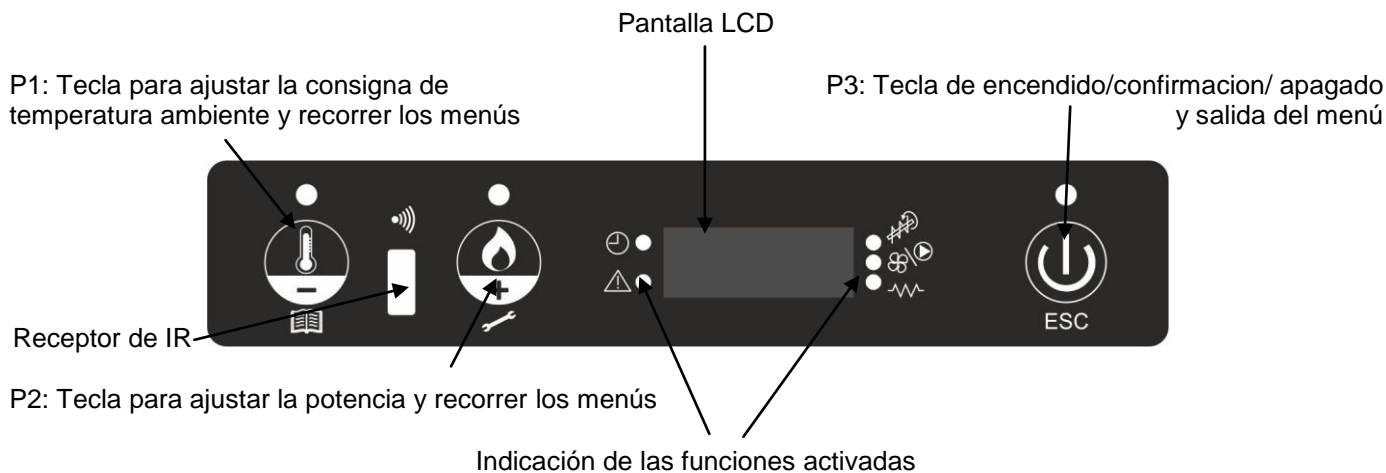 Pantalla LCD
P1: Tecla para ajustar la consigna de
temperatura ambiente y recorrer los menús
P3: Tecla de encendido/confirmacion/ apagado
y salida del menú
ESC
Receptor de IR
P2: Tecla para ajustar la potencia y recorrer los menús
Indicación de las funciones activadas